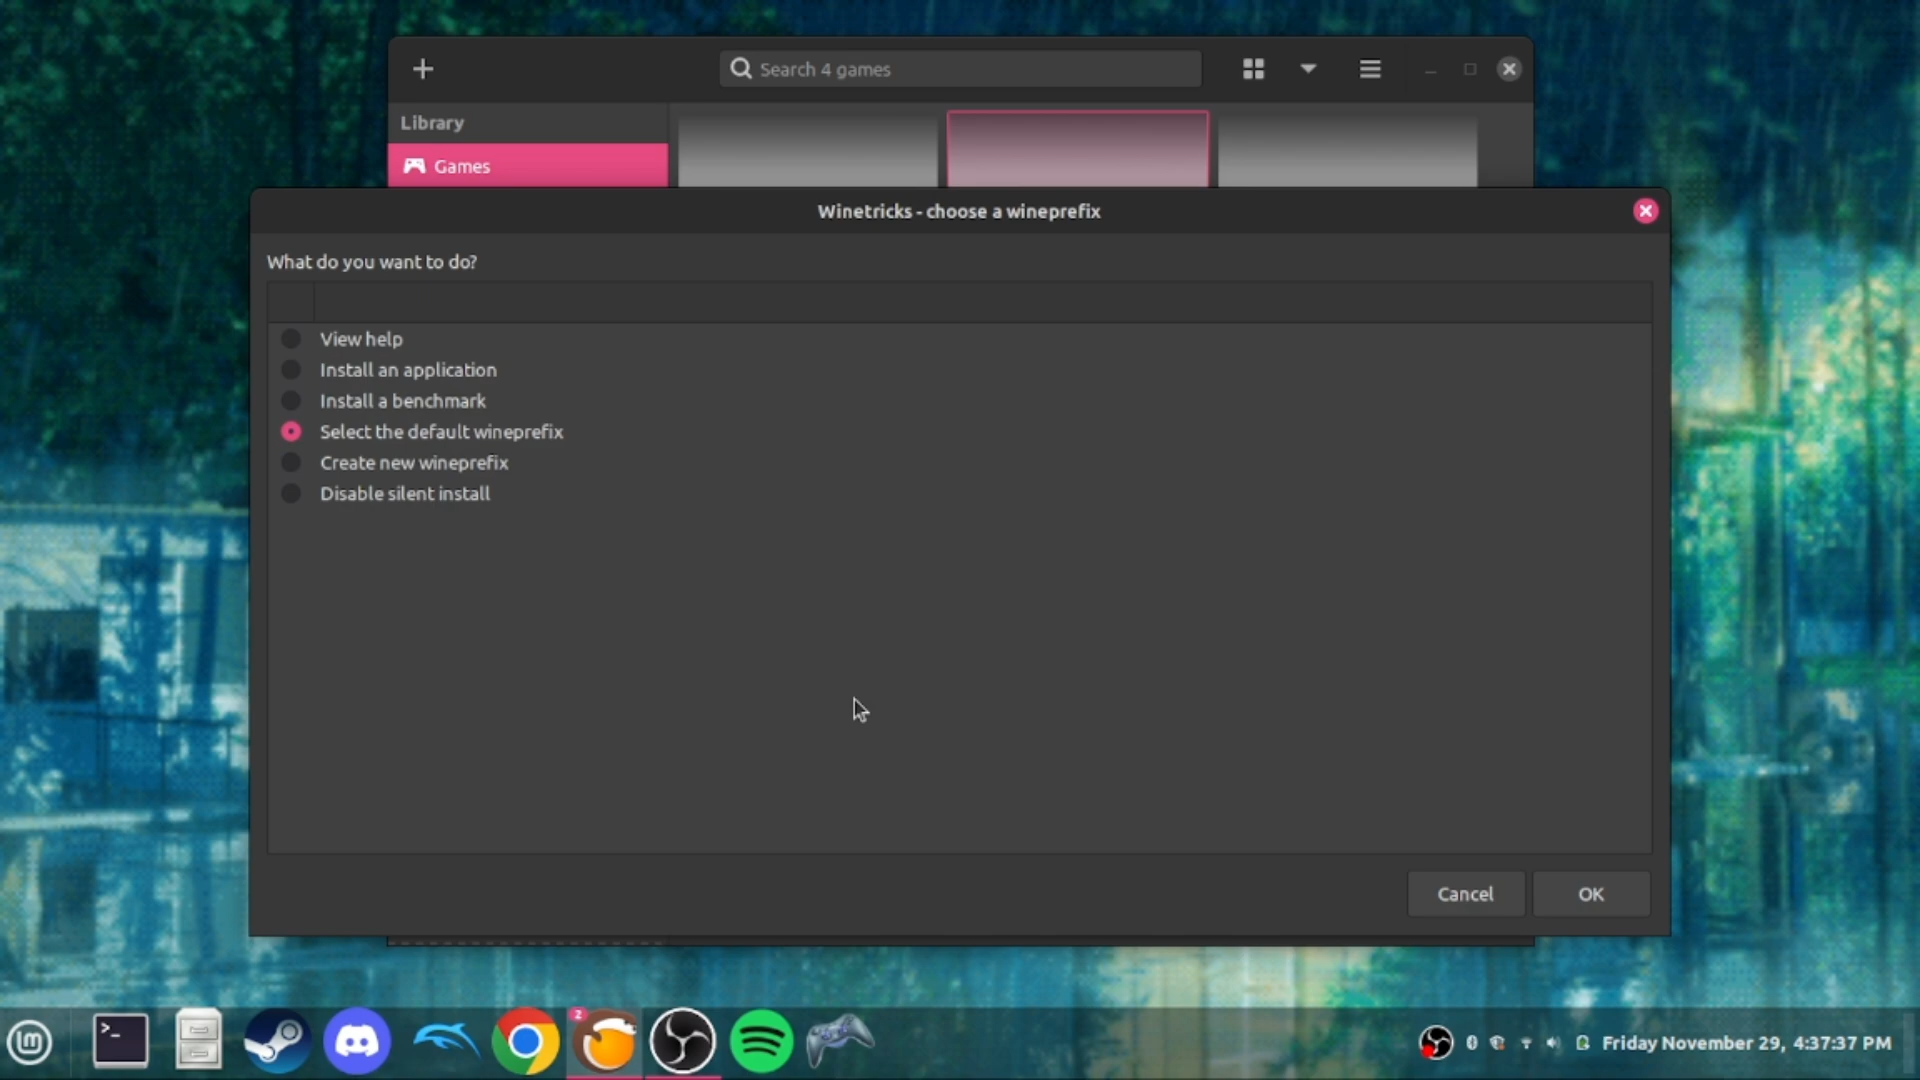 Search 4 games
Library
Games
Winetricks - choose a wineprefix
What do you want to do?
View help
Install an application
Install a benchmark
Select the default wineprefix
Create new wineprefix
Disable silent install
Cancel
OK
>_
2
Friday November 29, 4:37:37 PM